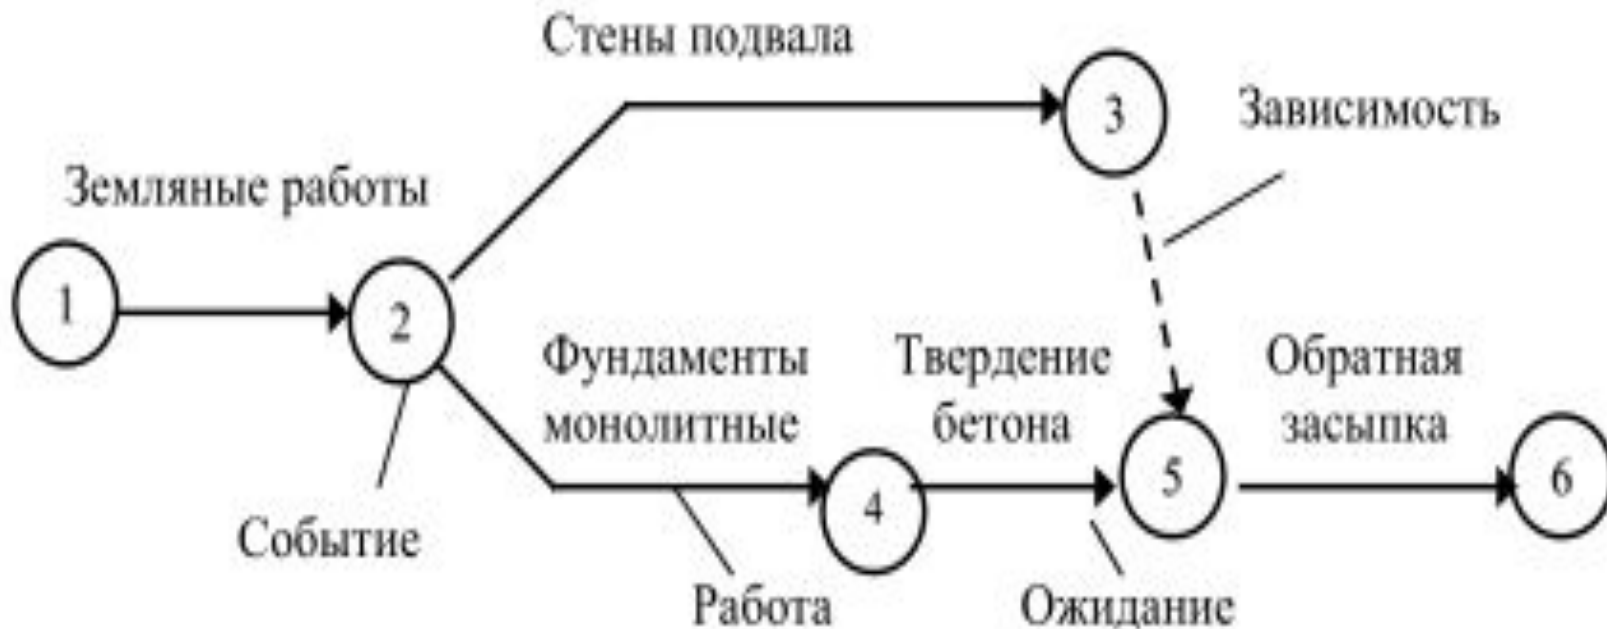 Стены подвала
3
Зависимость
Земляные работы
1
2
Фундаменты
монолитные
Твердение
бетона
Обратная
засыпка
4
5
6
Событие
Работа
Ожидание